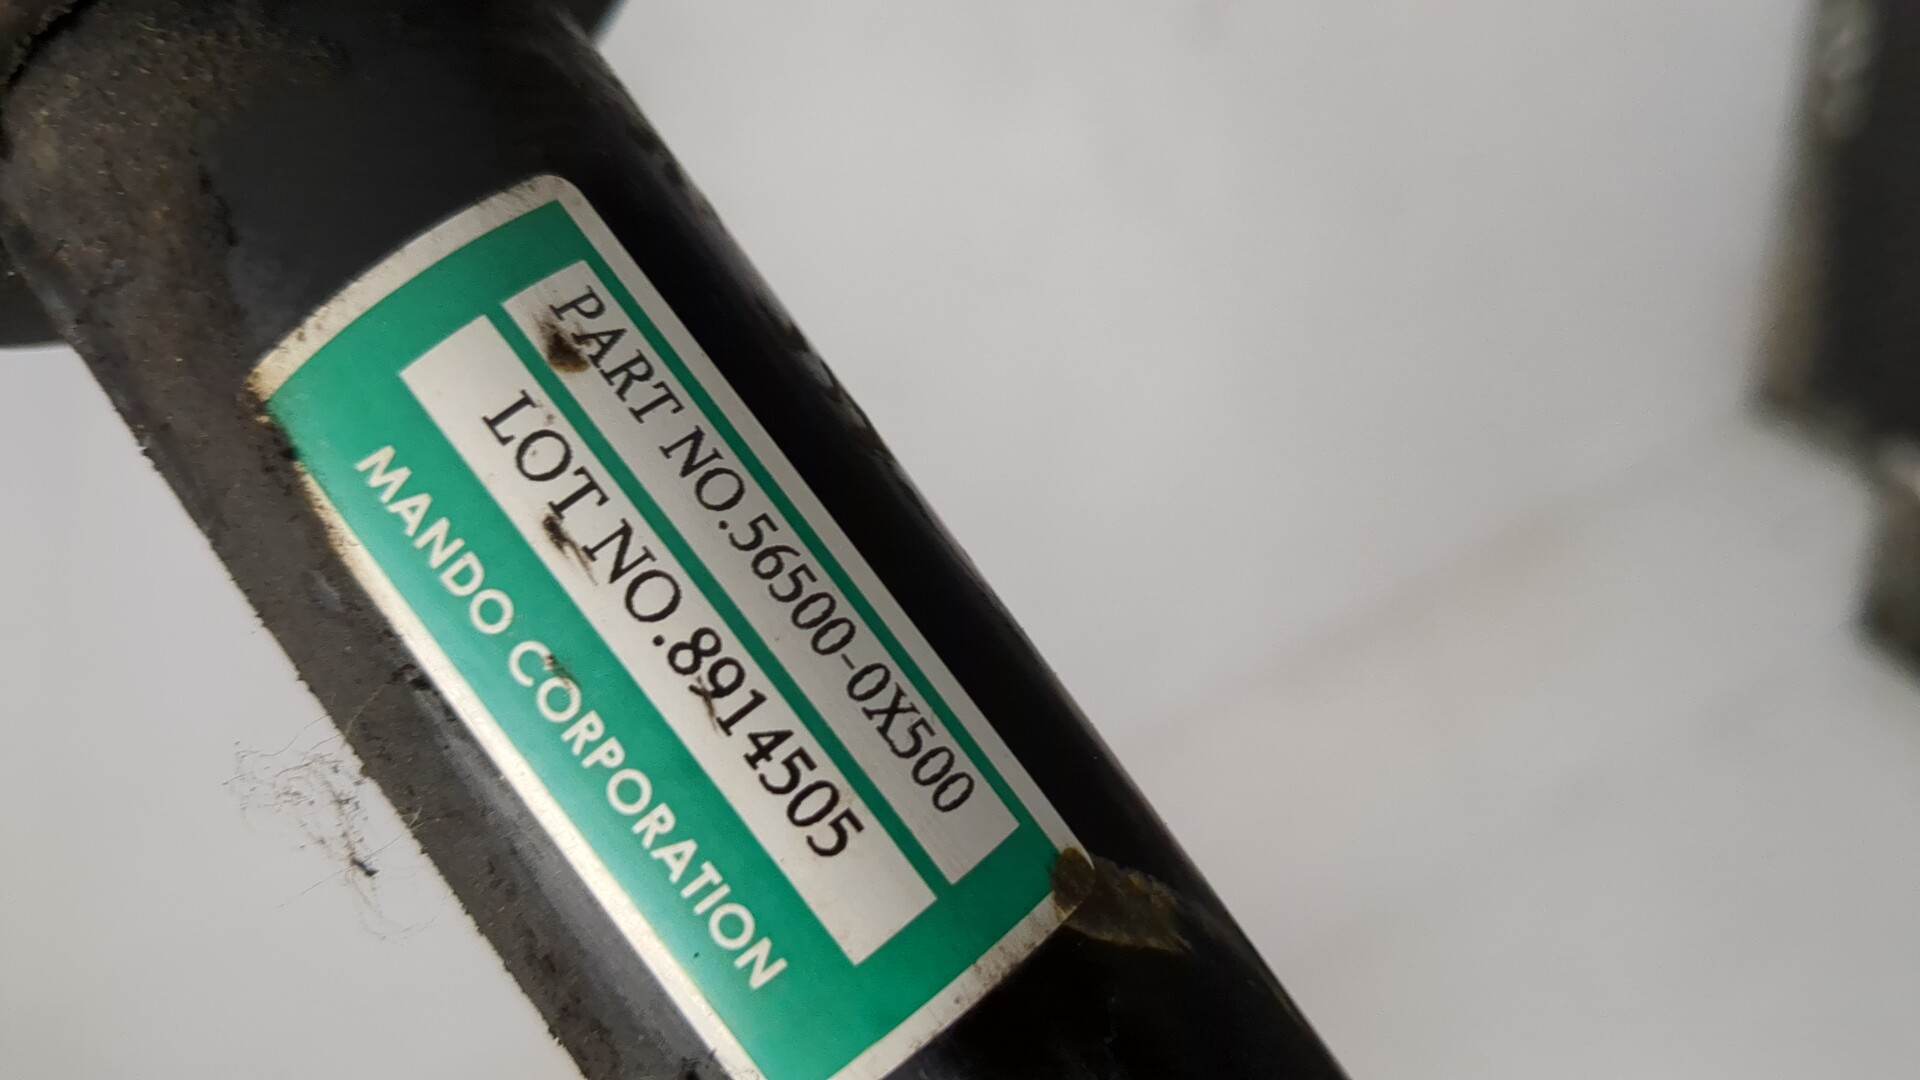 PART NO.56500-0X500
LOT NO.8914505
MANDO CORPORATION